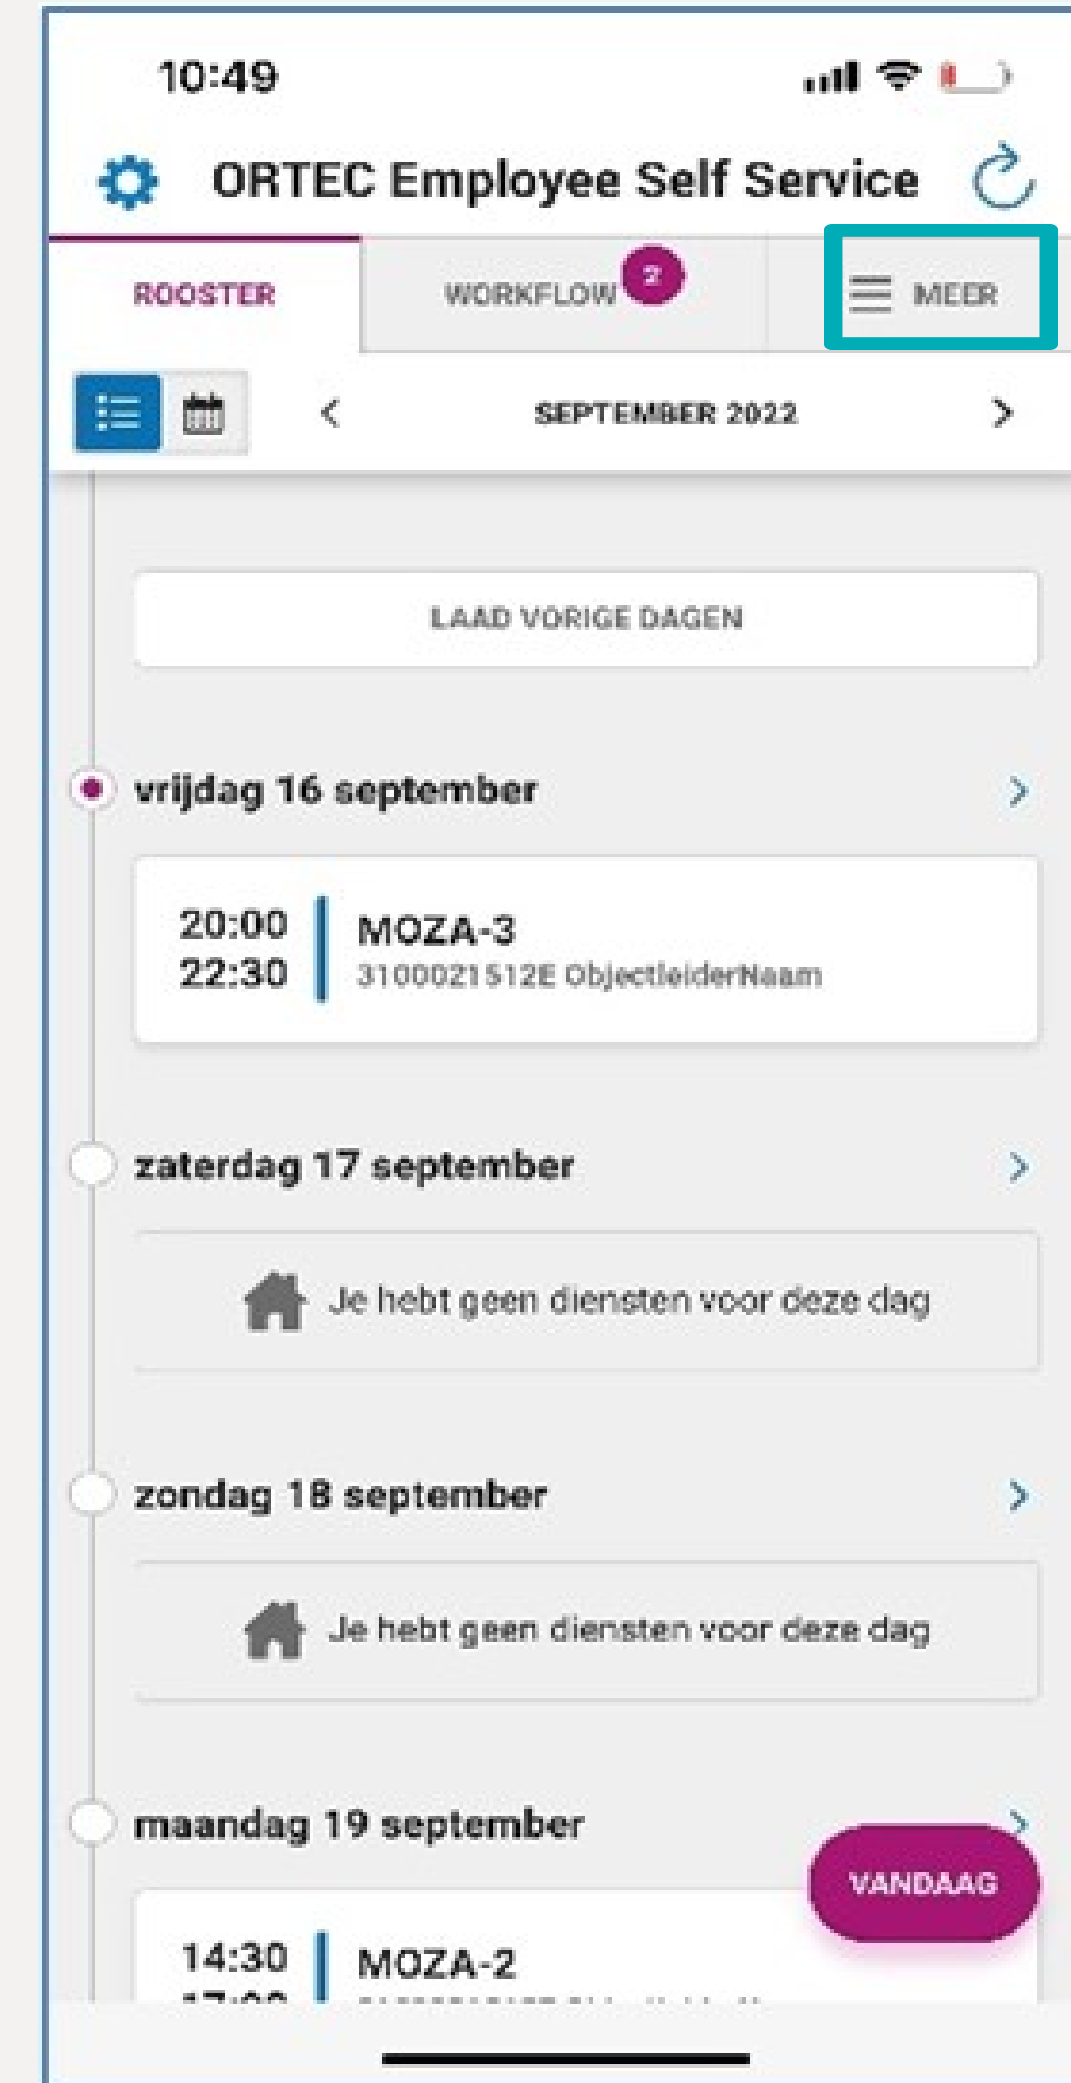 10:49
ORTEC Employee Self Service
ROOSTER
WORKFLOW
2
MEER
SEPTEMBER 2022
LAAD VORIGE DAGEN
vrijdag 16 september
20:00
MOZA-3
22:30
3100021512E ObjectleiderNaam
zaterdag 17 september
Je hebt geen diensten voor deze dag
zondag 18 september
Je hebt geen diensten voor deze dag
maandag 19 september
VANDAAG
14:30
MOZA-2